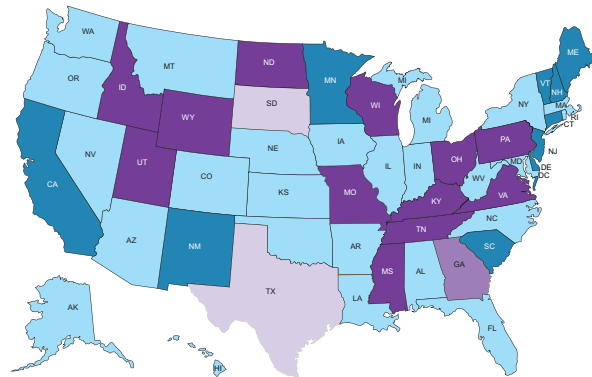 WA
MT
ND
MN
ME
OR
ID
SD
WI
MI
VT
NH
NY
MA
RI
CT
WY
IA
MI
PA
NJ
NV
UT
CO
NE
IL
IN
OH
MD
DE
DC
WV
VA
CA
KS
MO
KY
AZ
NM
AR
TN
NC
SC
TX
MS
AL
GA
LA
FL
AK
HI